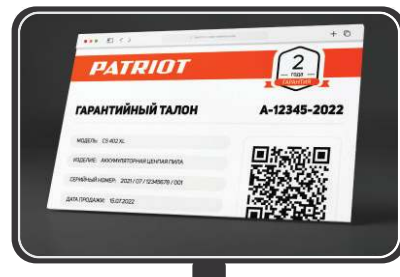 PATRIOT
2
ГОДА
ГАРАНТИЯ
ГАРАНТИЙНЫЙ ТАЛОН
А-12345-2022
МОДЕЛЬ: CS 402 XL
ИЗДЕЛИЕ: АККУМУЛЯТОРНАЯ ЦЕПНАЯ ПИЛА
СЕРИЙНЫЙ НОМЕР: 2021 / 07 / 12345678 / 001
ДАТА ПРОДАЖИ: 15.07.2022